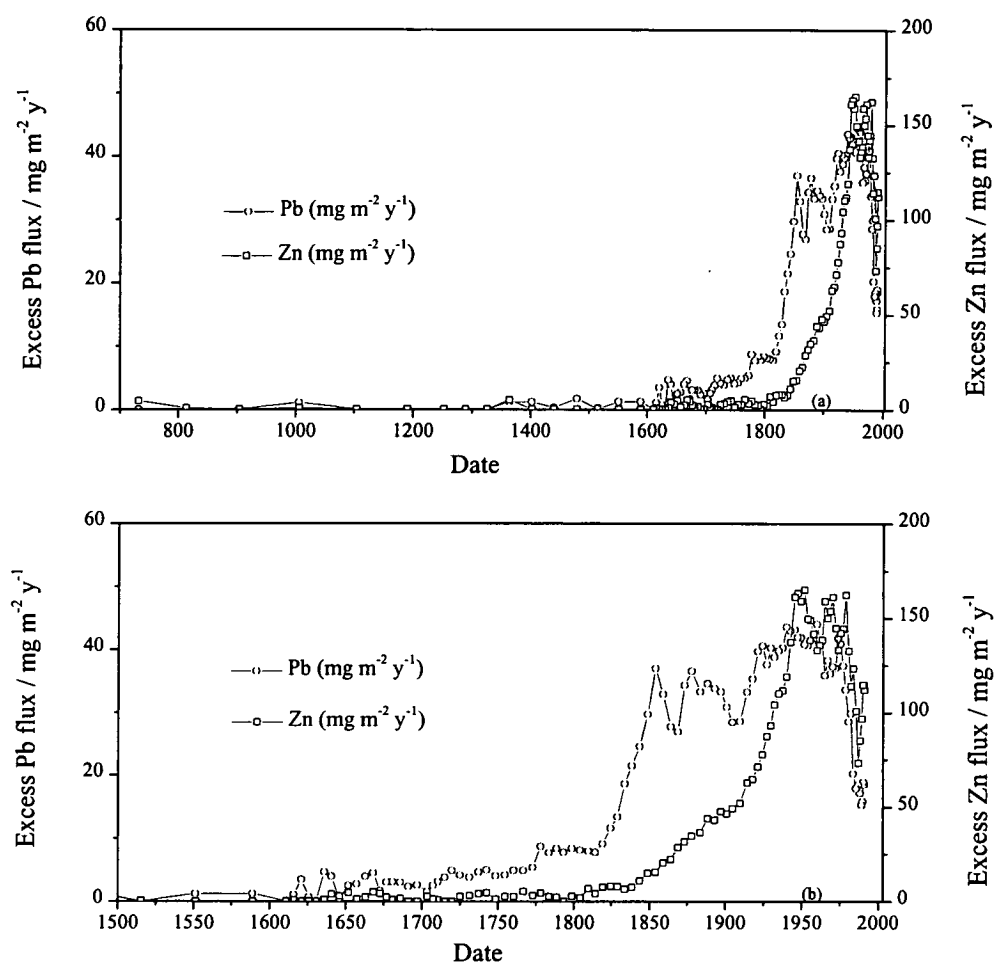 60
200
40
150
20
100
50
0
0
Excess Pb flux / mg m⁻² y⁻¹
Excess Zn flux / mg m⁻² y⁻¹
Pb (mg m⁻² y⁻¹)
Zn (mg m⁻² y⁻¹)
(a)
800 1000 1200 1400 1600 1800 2000
Date
60
200
40
150
20
100
50
0
0
Excess Pb flux / mg m⁻² y⁻¹
Excess Zn flux / mg m⁻² y⁻¹
Pb (mg m⁻² y⁻¹)
Zn (mg m⁻² y⁻¹)
(b)
1500 1550 1600 1650 1700 1750 1800 1850 1900 1950 2000
Date